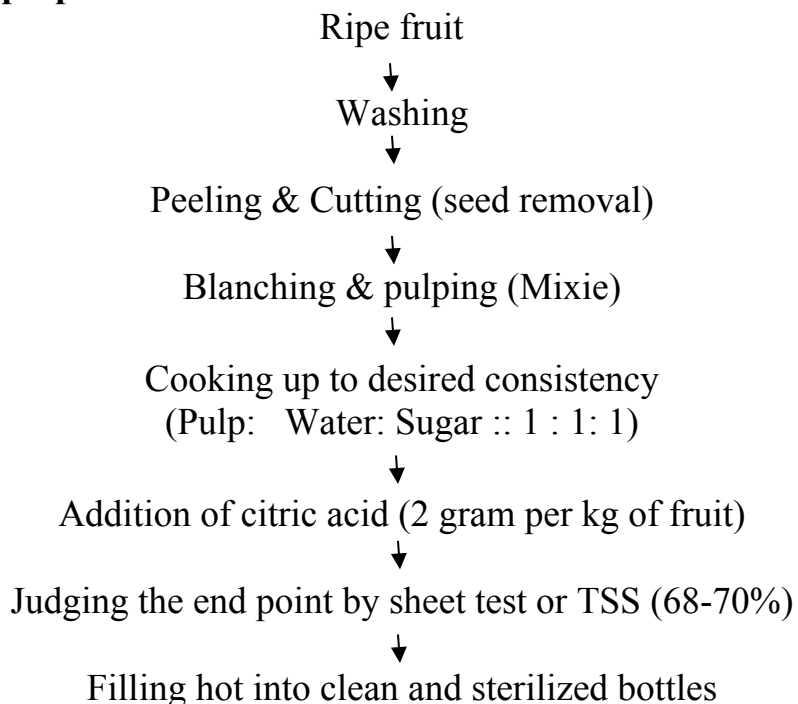 Ripe fruit
Washing
Peeling & Cutting (seed removal)
Blanching & pulping (Mixie)
Cooking up to desired consistency
(Pulp: Water: Sugar :: 1 : 1: 1)
Addition of citric acid (2 gram per kg of fruit)
Judging the end point by sheet test or TSS (68-70%)
Filling hot into clean and sterilized bottles